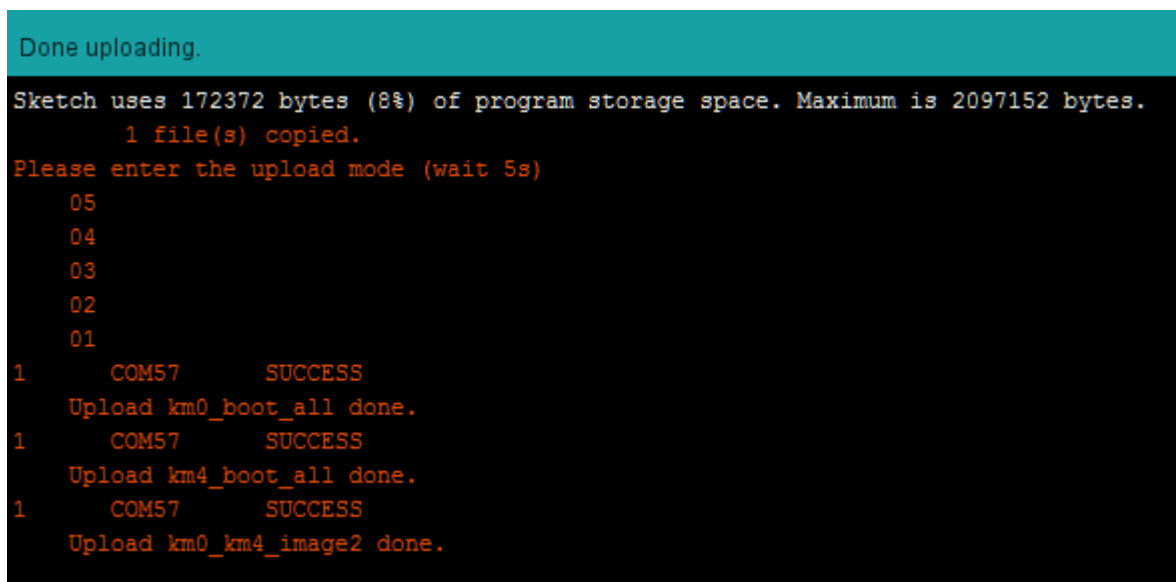 Done uploading.
Sketch uses 172372 bytes (8%) of program storage space. Maximum is 2097152 bytes.
1 file(s) copied.
Please enter the upload mode (wait 5s)
05
04
03
02
01
1 COM57 SUCCESS
Upload km0_boot_all done.
1 COM57 SUCCESS
Upload km4_boot_all done.
1 COM57 SUCCESS
Upload km0_km4_image2 done.